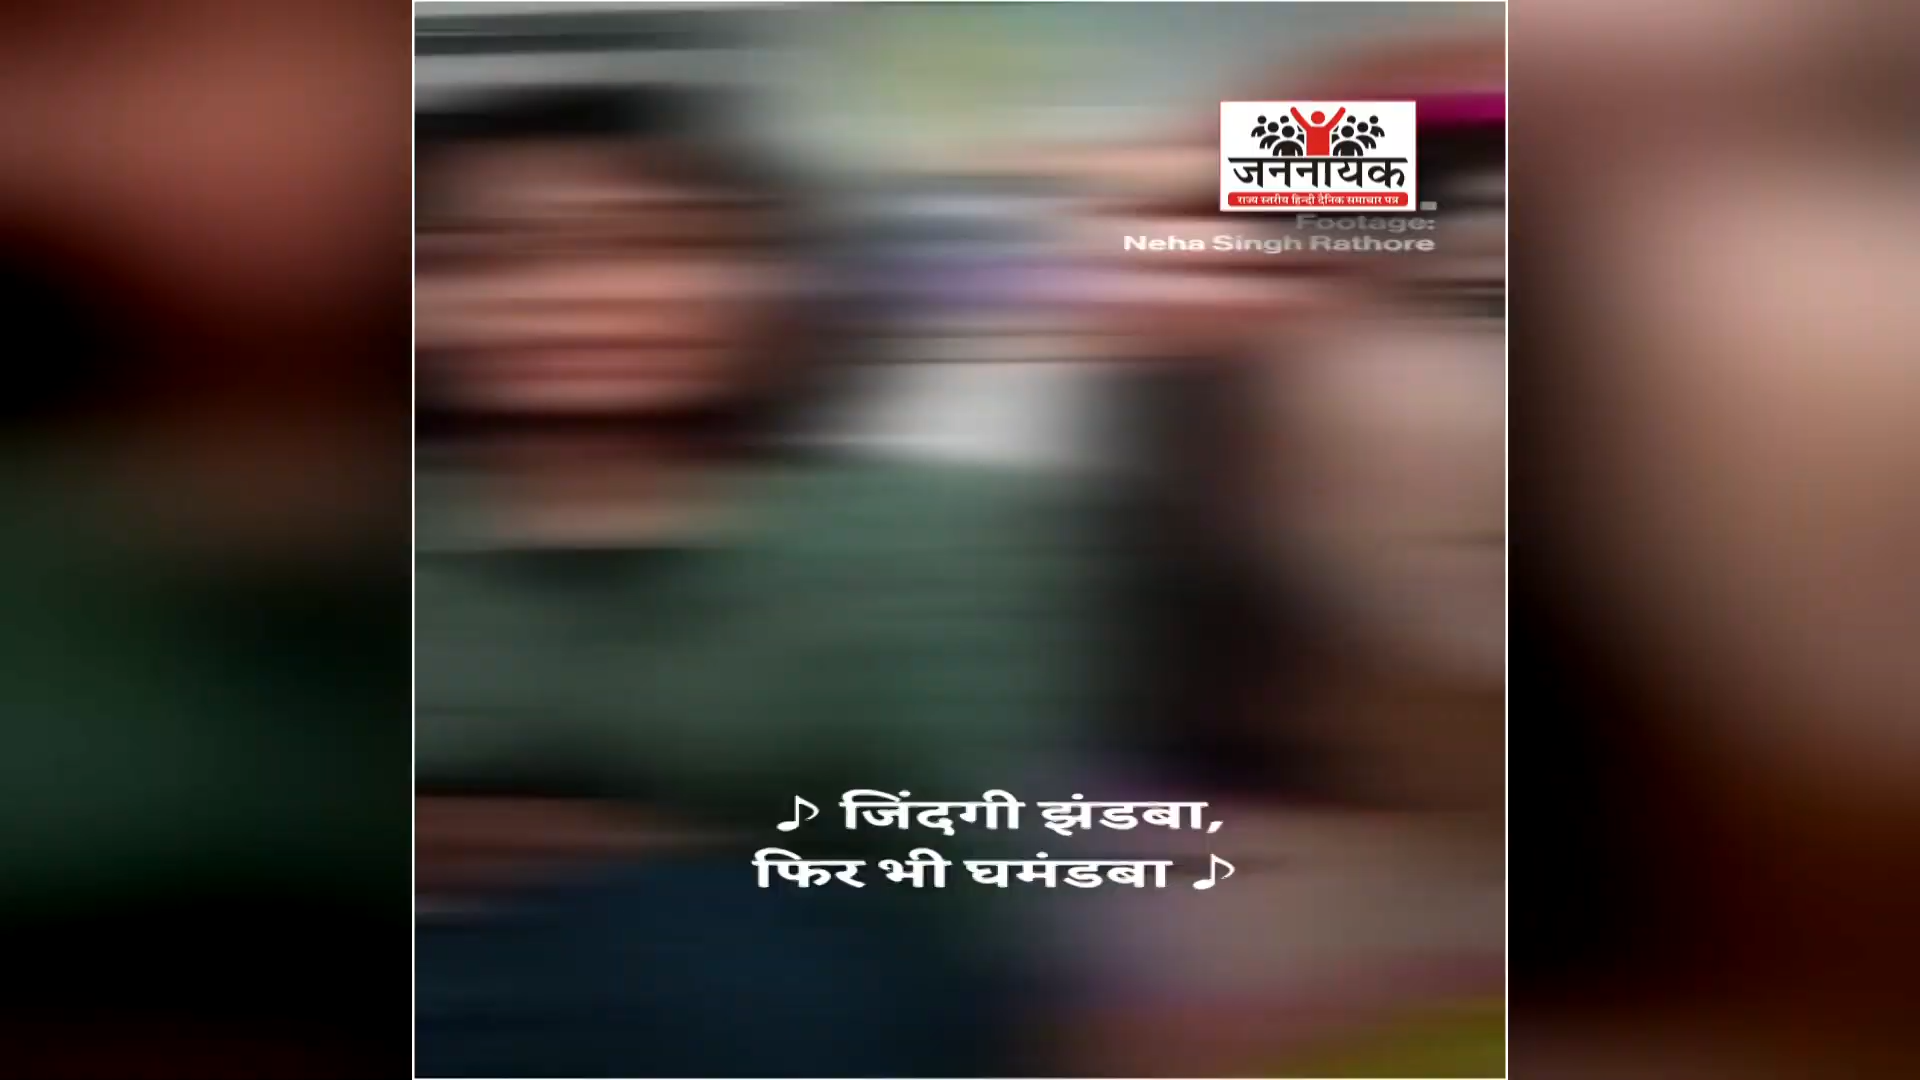 जननायक
राज्य स्तरीय हिन्दी दैनिक समाचार पत्र
Footage:
Neha Singh Rathore
♪ जिंदगी झंडबा,
फिर भी घमंडबा ♪